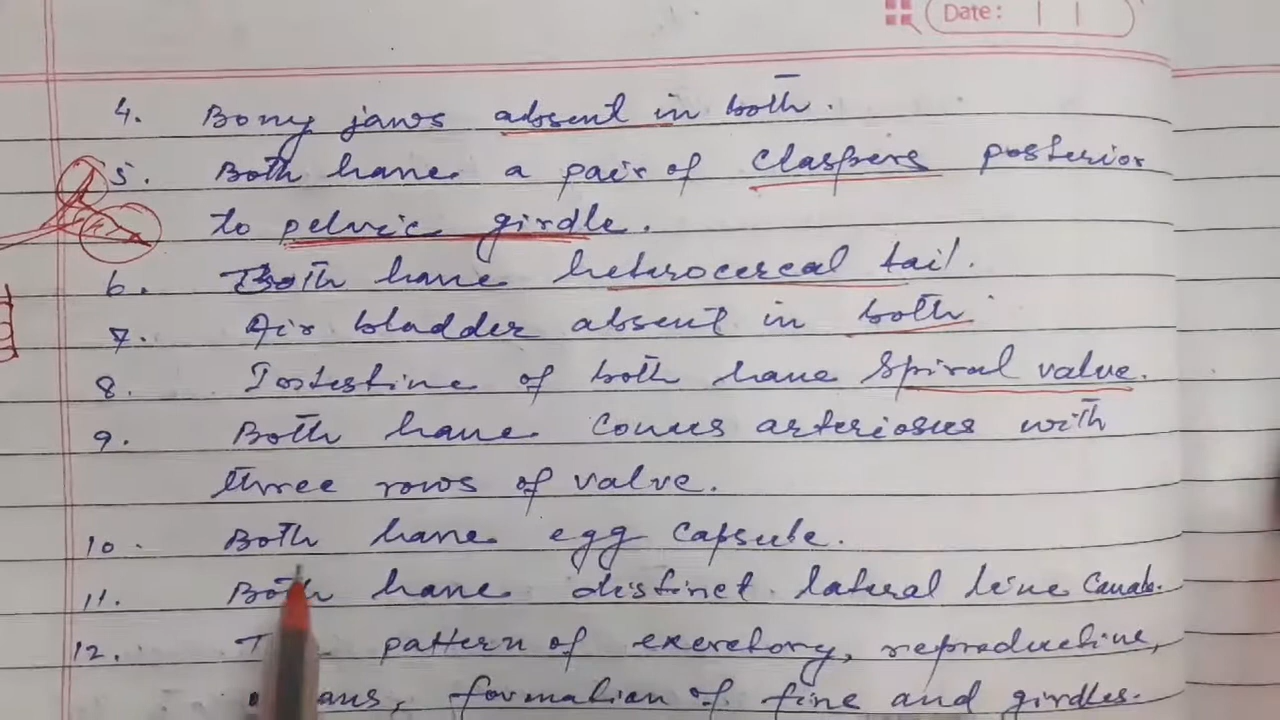 Date:
4. Bony jaws absent in both.
5. Both have a pair of claspers posterior
to pelvic girdle.
6. Both have heterocercal tail.
7. Air bladder absent in both
8. Intestine of both have spiral valve.
9. Both have conus arteriosus with
three rows of valve.
10. Both have egg capsule.
11. Both have distinct lateral line canals.
12. pattern of excretory, reproductive,
formation of fins and girdles.